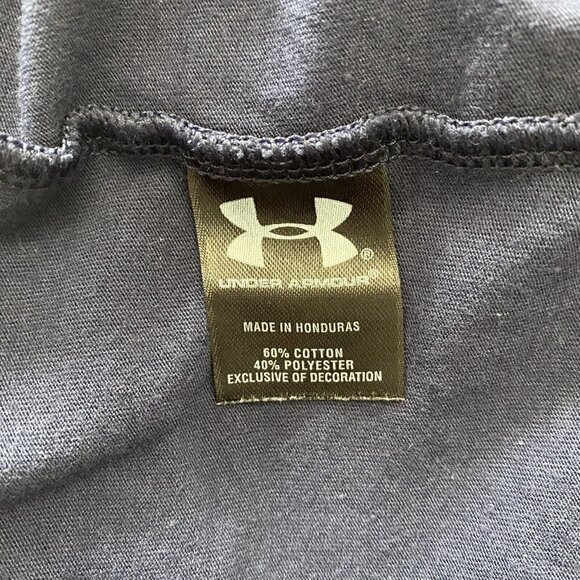 ®
UNDER ARMOUR®
MADE IN HONDURAS
60% COTTON
40% POLYESTER
EXCLUSIVE OF DECORATION